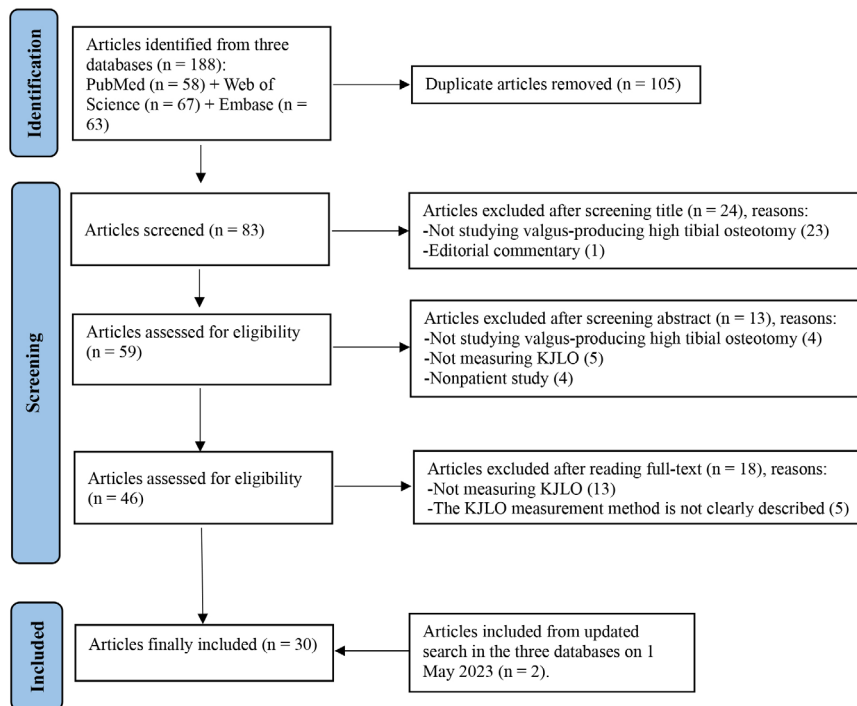 Identification
Articles identified from three
databases (n = 188):
PubMed (n = 58) + Web of
Science (n = 67) + Embase (n =
63)
Duplicate articles removed (n = 105)
Screening
Articles screened (n = 83)
Articles excluded after screening title (n = 24), reasons:
-Not studying valgus-producing high tibial osteotomy (23)
-Editorial commentary (1)
Articles assessed for eligibility
(n = 59)
Articles excluded after screening abstract (n = 13), reasons:
-Not studying valgus-producing high tibial osteotomy (4)
-Not measuring KJLO (5)
-Nonpatient study (4)
Articles assessed for eligibility
(n = 46)
Articles excluded after reading full-text (n = 18), reasons:
-Not measuring KJLO (13)
-The KJLO measurement method is not clearly described (5)
Included
Articles finally included (n = 30)
Articles included from updated
search in the three databases on 1
May 2023 (n = 2).